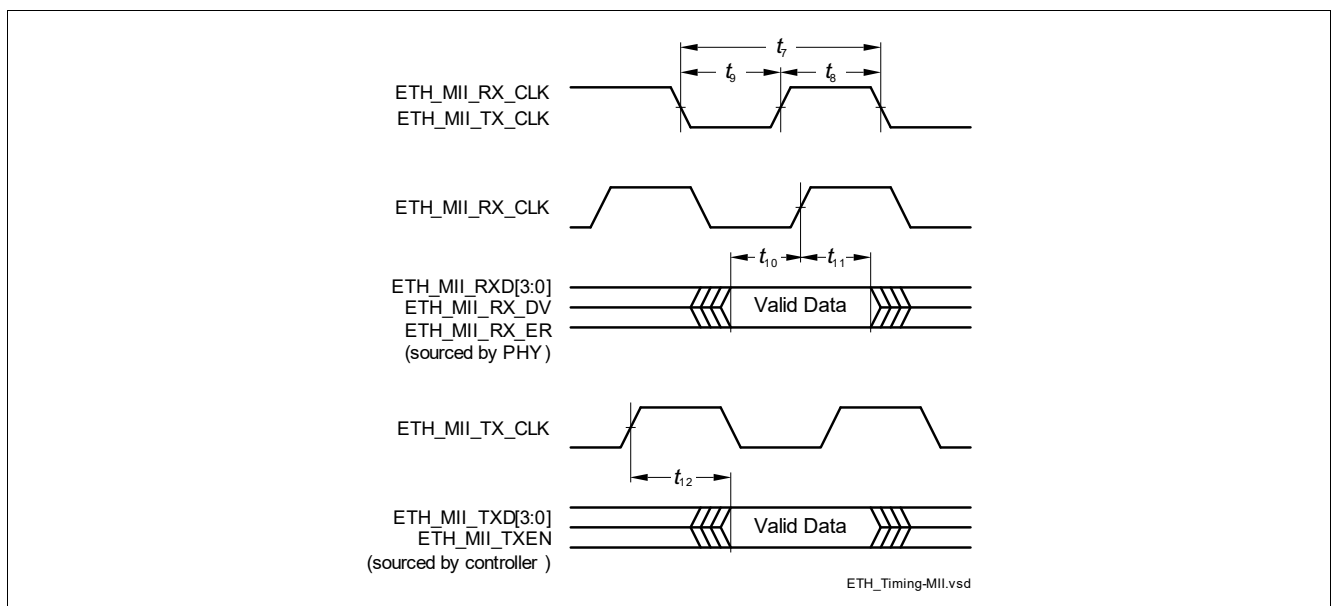 t7
t9
t8
ETH_MII_RX_CLK
ETH_MII_TX_CLK
ETH_MII_RX_CLK
t10
t11
ETH_MII_RXD[3:0]
ETH_MII_RX_DV
Valid Data
ETH_MII_RX_ER
(sourced by PHY )
ETH_MII_TX_CLK
t12
ETH_MII_TXD[3:0]
Valid Data
ETH_MII_TXEN
(sourced by controller )
ETH_Timing-MII.vsd